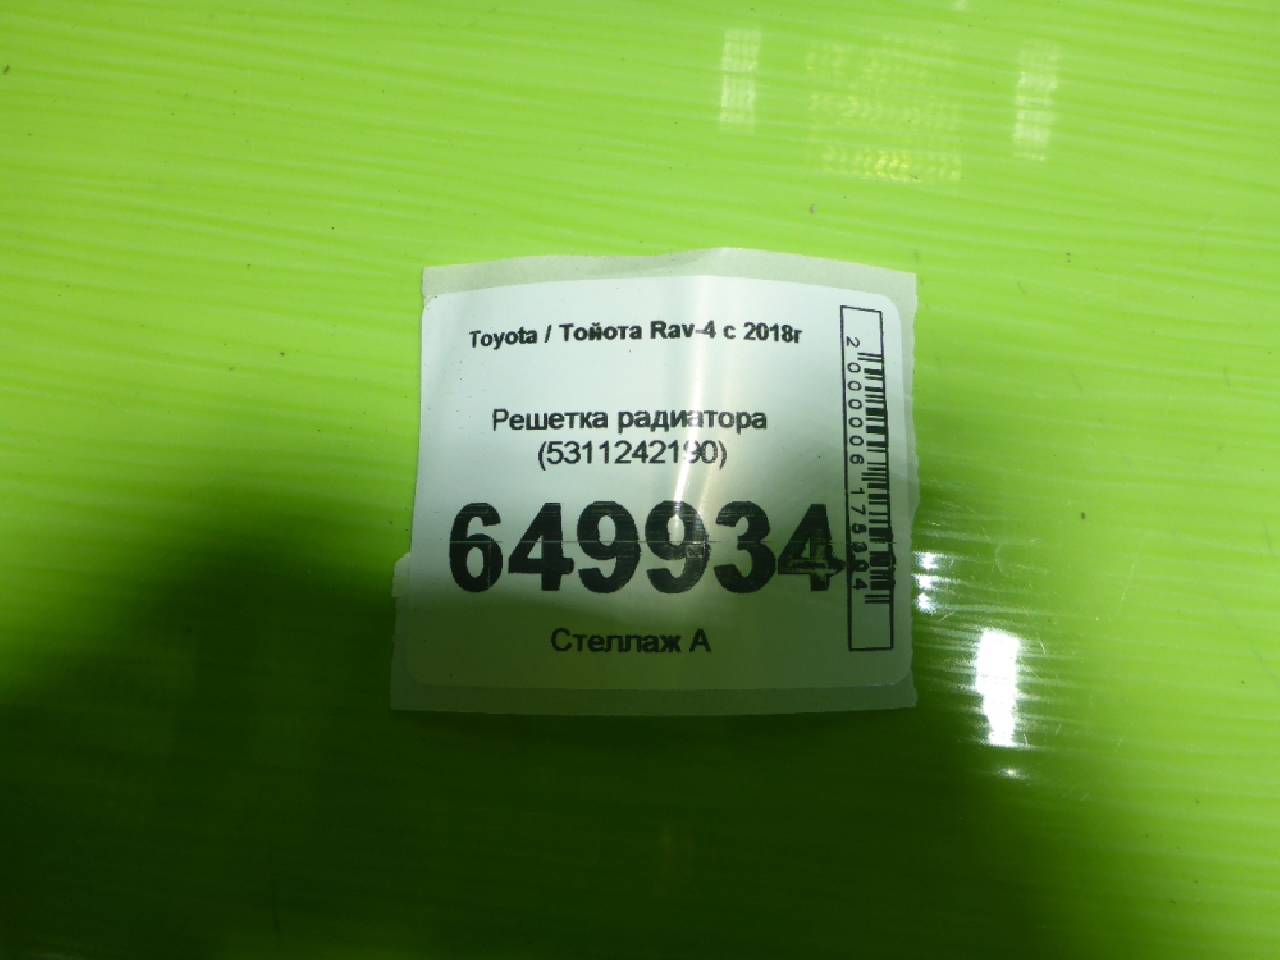 Toyota / Тойота Rav-4 с 2018г
Решетка радиатора
(5311242190)
649934
Стеллаж А